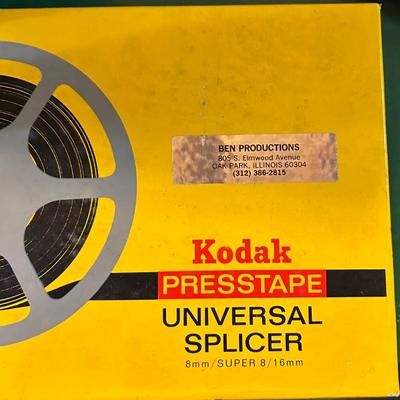 BEN PRODUCTIONS
805 S. Elmwood Avenue
OAK PARK, ILLINOIS 60304
(312) 386-2815
Kodak
PRESSTAPE
UNIVERSAL
SPLICER
8mm/SUPER 8/16mm